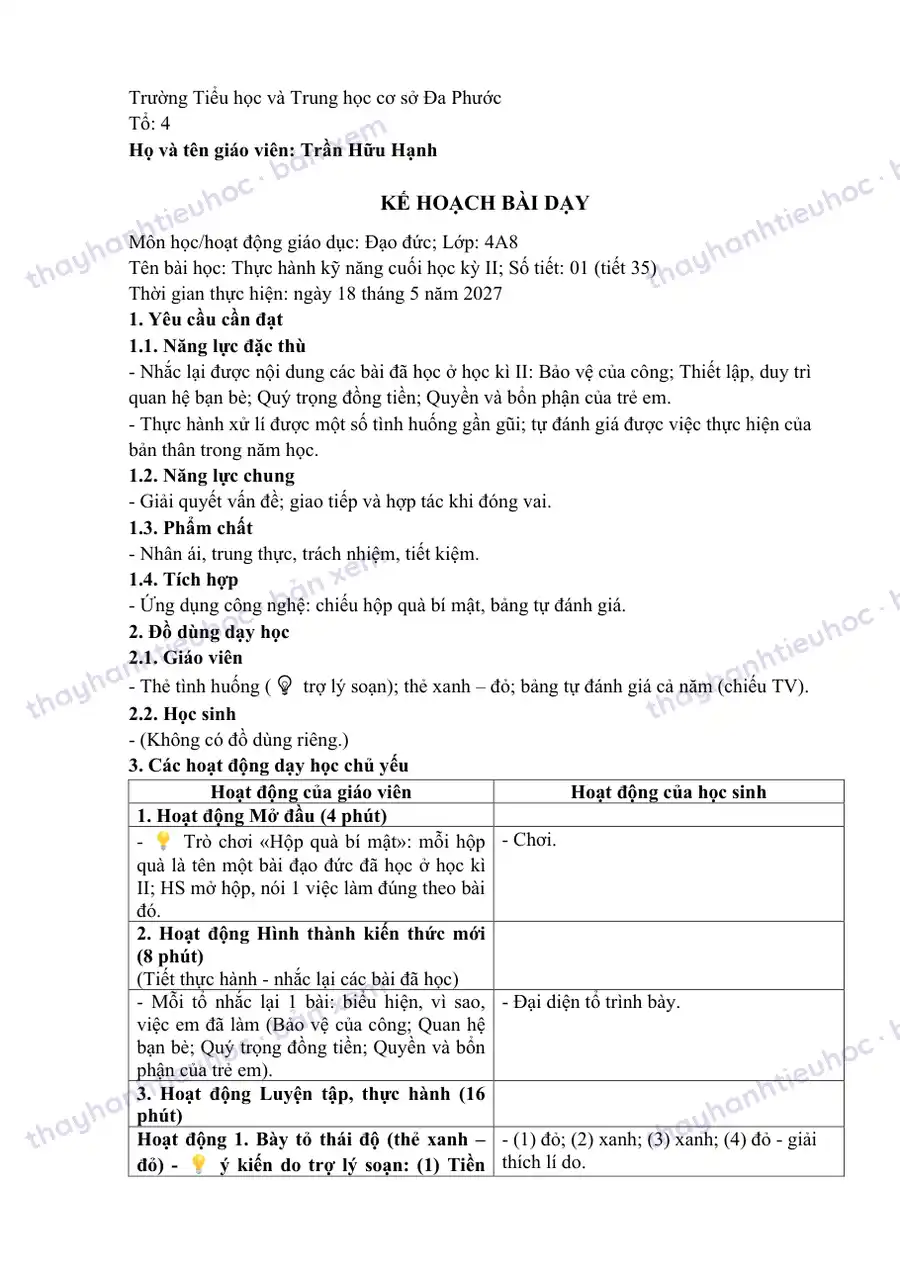 Trường Tiểu học và Trung học cơ sở Đa Phước
Tổ: 4
Họ và tên giáo viên: Trần Hữu Hạnh
KẾ HOẠCH BÀI DẠY
Môn học/hoạt động giáo dục: Đạo đức; Lớp: 4A8
Tên bài học: Thực hành kỹ năng cuối học kỳ II; Số tiết: 01 (tiết 35)
Thời gian thực hiện: ngày 18 tháng 5 năm 2027
1. Yêu cầu cần đạt
1.1. Năng lực đặc thù
- Nhắc lại được nội dung các bài đã học ở học kì II: Bảo vệ của công; Thiết lập, duy trì
quan hệ bạn bè; Quý trọng đồng tiền; Quyền và bổn phận của trẻ em.
- Thực hành xử lí được một số tình huống gần gũi; tự đánh giá được việc thực hiện của
bản thân trong năm học.
1.2. Năng lực chung
- Giải quyết vấn đề; giao tiếp và hợp tác khi đóng vai.
1.3. Phẩm chất
- Nhân ái, trung thực, trách nhiệm, tiết kiệm.
1.4. Tích hợp
- Ứng dụng công nghệ: chiếu hộp quà bí mật, bảng tự đánh giá.
2. Đồ dùng dạy học
2.1. Giáo viên
- Thẻ tình huống ( trợ lý soạn); thẻ xanh – đỏ; bảng tự đánh giá cả năm (chiếu TV).
2.2. Học sinh
- (Không có đồ dùng riêng.)
3. Các hoạt động dạy học chủ yếu
Hoạt động của giáo viên
Hoạt động của học sinh
1. Hoạt động Mở đầu (4 phút)
- 💡 Trò chơi «Hộp quà bí mật»: mỗi hộp
quà là tên một bài đạo đức đã học ở học kì
II; HS mở hộp, nói 1 việc làm đúng theo bài
đó.
- Chơi.
2. Hoạt động Hình thành kiến thức mới
(8 phút)
(Tiết thực hành - nhắc lại các bài đã học)
- Mỗi tổ nhắc lại 1 bài: biểu hiện, vì sao,
việc em đã làm (Bảo vệ của công; Quan hệ
bạn bè; Quý trọng đồng tiền; Quyền và bổn
phận của trẻ em).
- Đại diện tổ trình bày.
3. Hoạt động Luyện tập, thực hành (16
phút)
Hoạt động 1. Bày tỏ thái độ (thẻ xanh –
đỏ) - 💡 ý kiến do trợ lý soạn: (1) Tiền
- (1) đỏ; (2) xanh; (3) xanh; (4) đỏ - giải
thích lí do.
thayhanhtieuhoc · bản xem
thayhanhtieuhoc · b
thayhanhtieuhoc · bản xem
thayhanhtieuhoc · b
thayhanhtieuhoc · bản xem
thayhanhtieuhoc · b